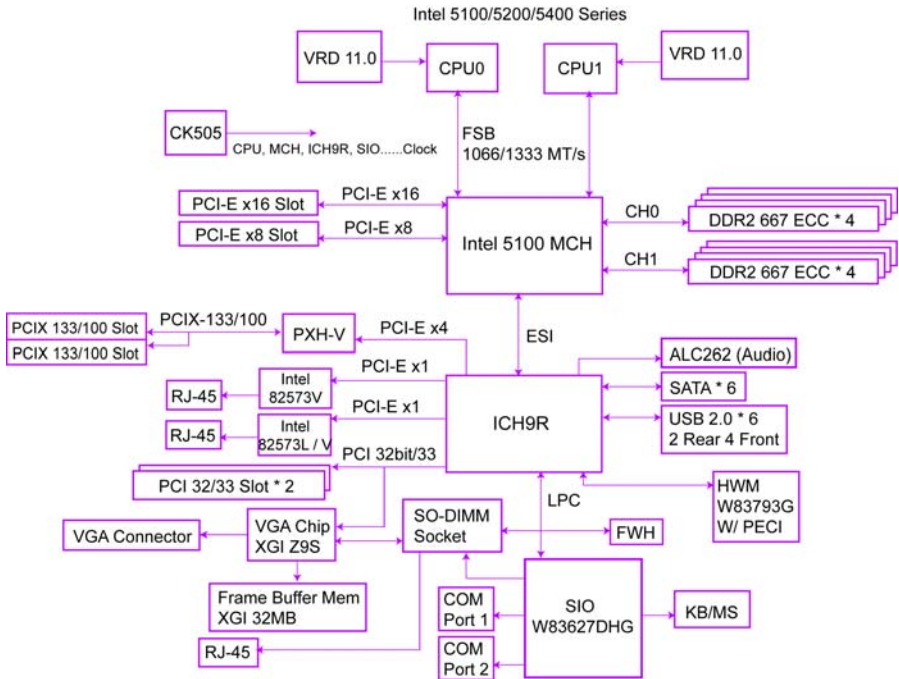 Intel 5100/5200/5400 Series
VRD 11.0
CPU0
CPU1
VRD 11.0
CK505
CPU, MCH, ICH9R, SIO......Clock
FSB
1066/1333 MT/s
PCI-E x16 Slot
PCI-E x16
PCI-E x8 Slot
PCI-E x8
Intel 5100 MCH
CH0
DDR2 667 ECC * 4
CH1
DDR2 667 ECC * 4
ESI
PCIX 133/100 Slot
PCIX 133/100 Slot
PCIX-133/100
PXH-V
PCI-E x4
PCI-E x1
Intel
82573V
RJ-45
PCI-E x1
Intel
82573L / V
RJ-45
ICH9R
ALC262 (Audio)
SATA * 6
USB 2.0 * 6
2 Rear 4 Front
PCI 32bit/33
PCI 32/33 Slot * 2
LPC
HWM
W83793G
W/ PECI
VGA Connector
VGA Chip
XGI Z9S
SO-DIMM
Socket
FWH
Frame Buffer Mem
XGI 32MB
COM
Port 1
SIO
W83627DHG
KB/MS
RJ-45
COM
Port 2